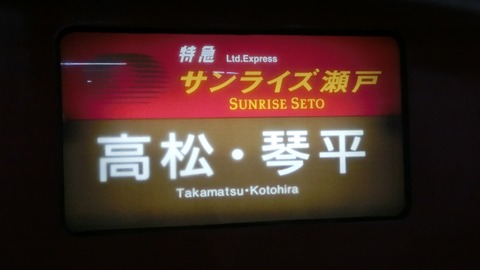 特急 Ltd.Express
サンライズ瀬戸
SUNRISE SETO
高松・琴平
Takamatsu・Kotohira